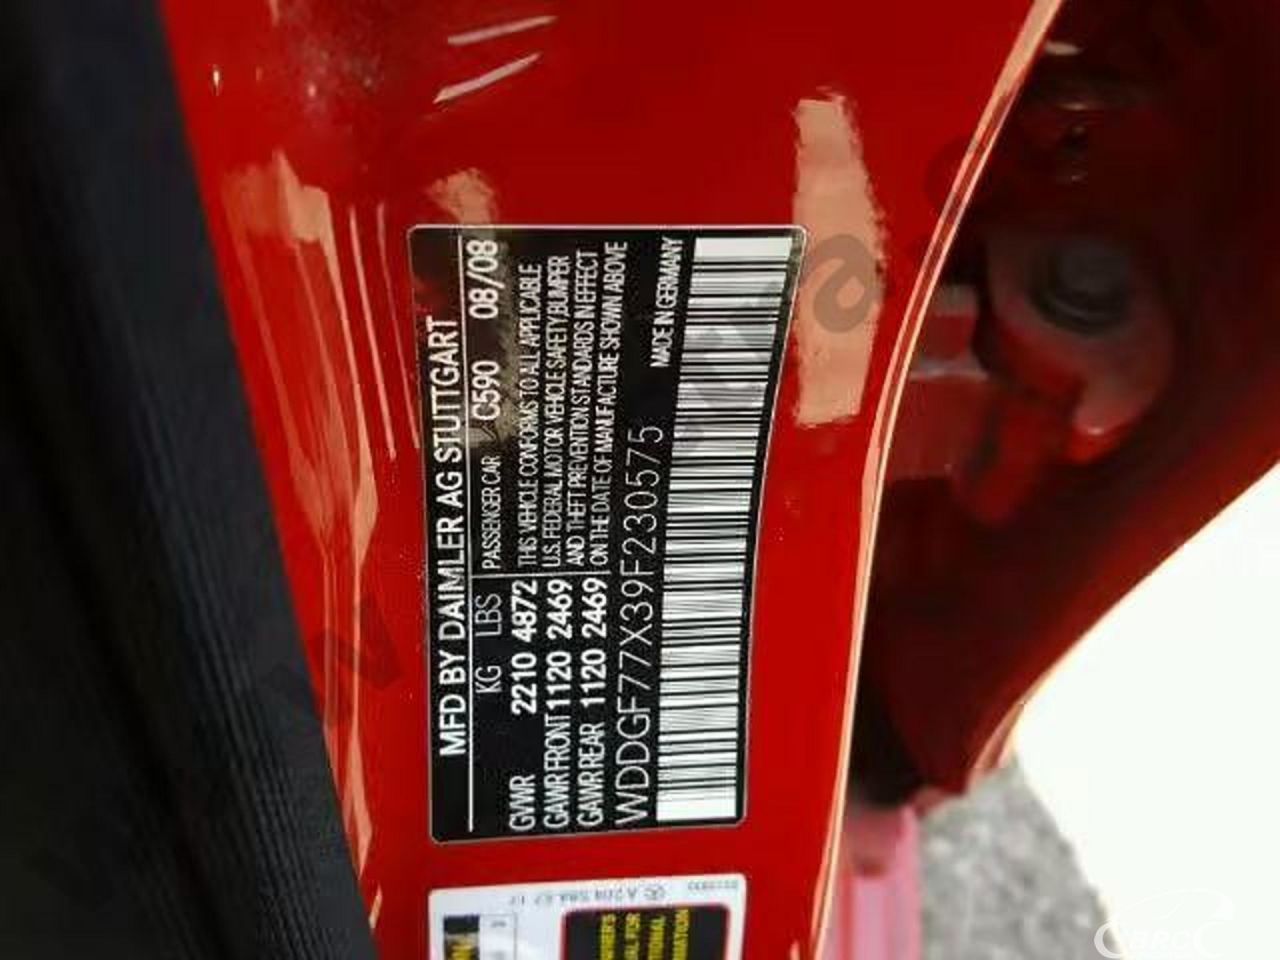 MFD BY DAIMLER AG STUTTGART
KG LBS PASSENGER CAR C590 08/08
GVWR 2210 4872 THIS VEHICLE CONFORMS TO ALL APPLICABLE
GAWR FRONT 1120 2469 U.S. FEDERAL MOTOR VEHICLE SAFETY, BUMPER
GAWR REAR 1120 2469 AND THEFT PREVENTION STANDARDS IN EFFECT
ON THE DATE OF MANUFACTURE SHOWN ABOVE
WDDGF77X39F230575 MADE IN GERMANY
BRC